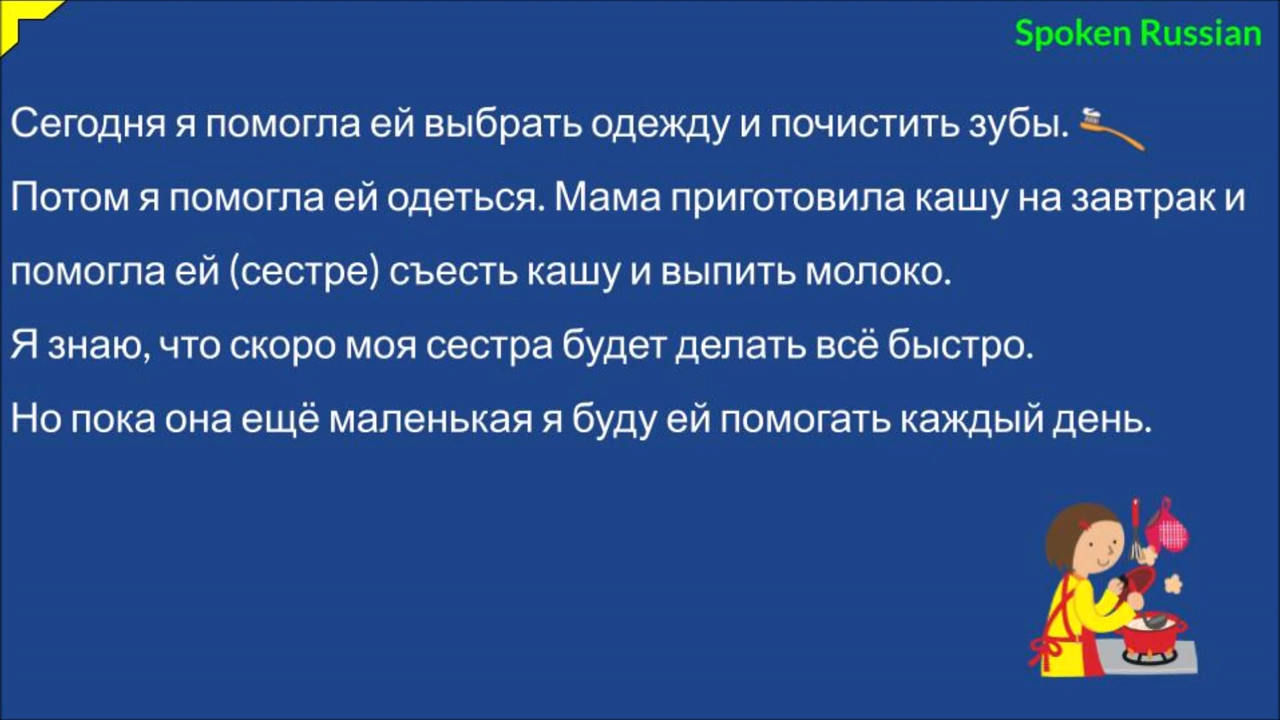 Spoken Russian
Сегодня я помогла ей выбрать одежду и почистить зубы.
Потом я помогла ей одеться. Мама приготовила кашу на завтрак и
помогла ей (сестре) съесть кашу и выпить молоко.
Я знаю, что скоро моя сестра будет делать всё быстро.
Но пока она ещё маленькая я буду ей помогать каждый день.